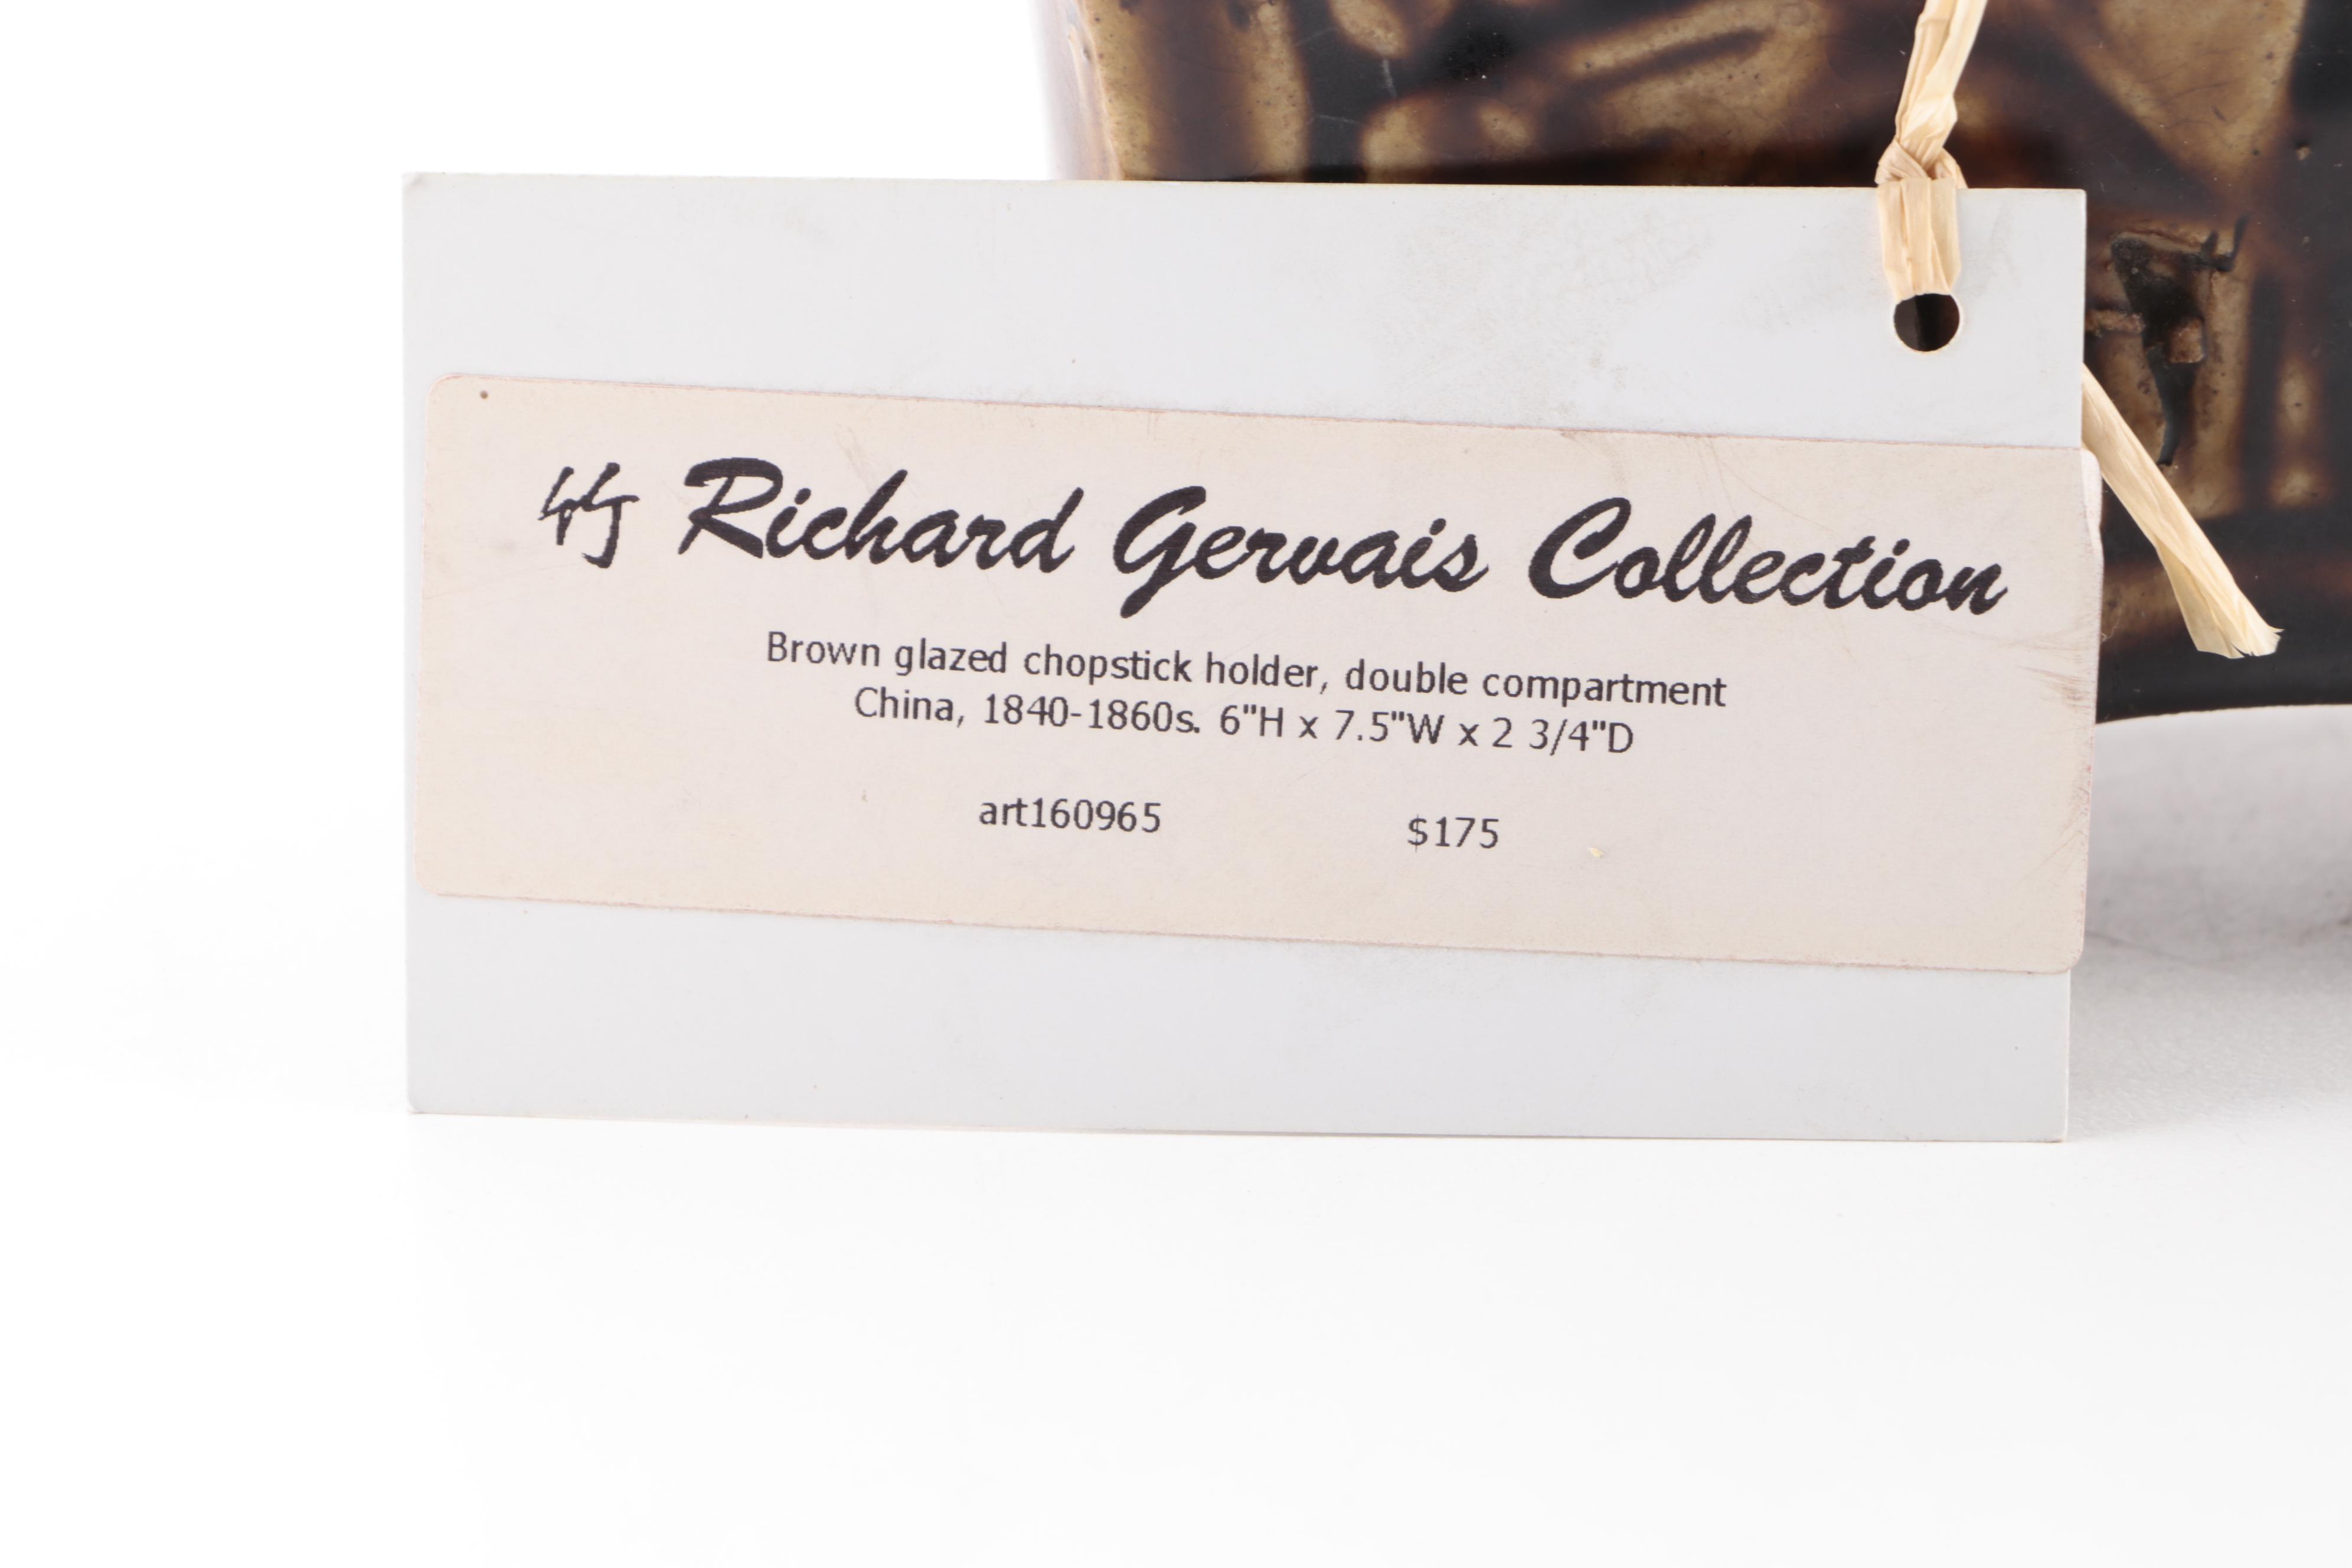 Richard Gervais Collection
Brown glazed chopstick holder, double compartment
China, 1840-1860s. 6"H x 7.5"W x 2 3/4"D
art160965 $175